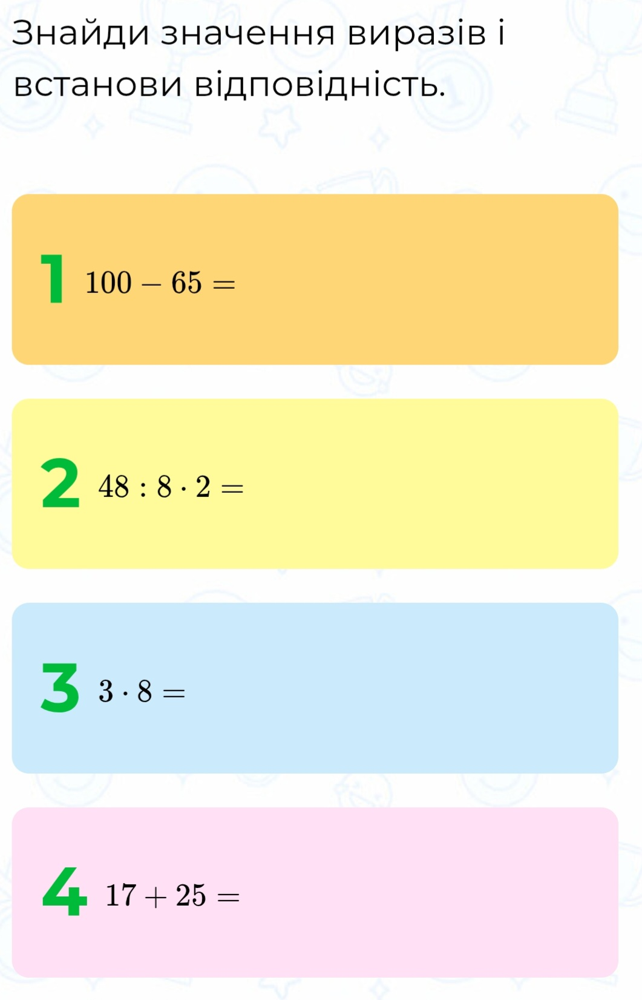 Знайди значення виразів і
встанови відповідність.
1 100 − 65 =
2 48 : 8 · 2 =
3 3 · 8 =
4 17 + 25 =